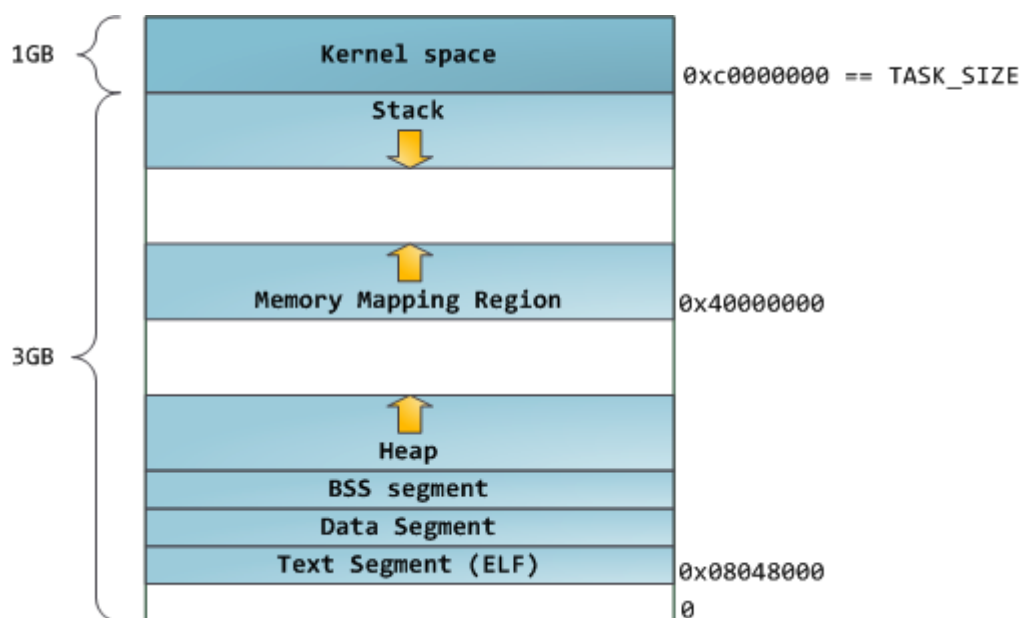 1GB
Kernel space
0xc0000000 == TASK_SIZE
Stack
Memory Mapping Region
0x40000000
3GB
Heap
BSS segment
Data Segment
Text Segment (ELF)
0x08048000
0